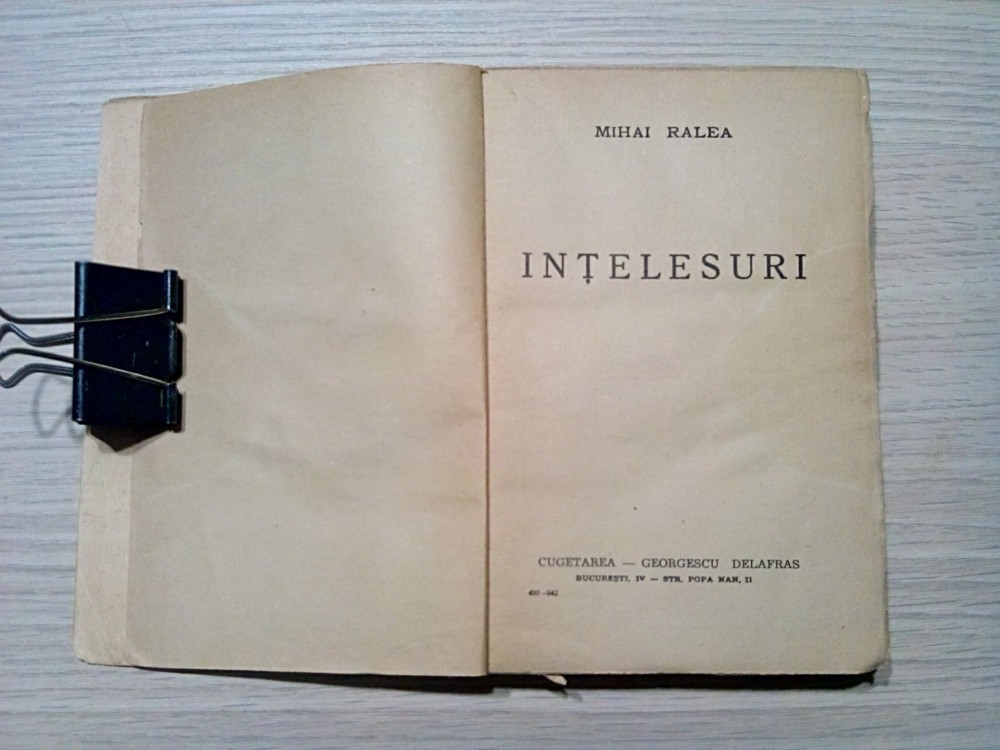 MIHAI RALEA
INȚELESURI
CUGETAREA — GEORGESCU DELAFRAS
BUCUREȘTI, IV — STR. POPA NAN, 21